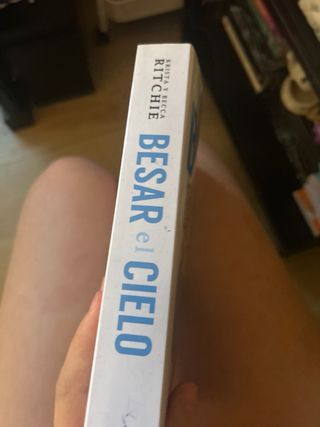 KRISTA Y BECCA
RITCHIE
BESAR el CIELO